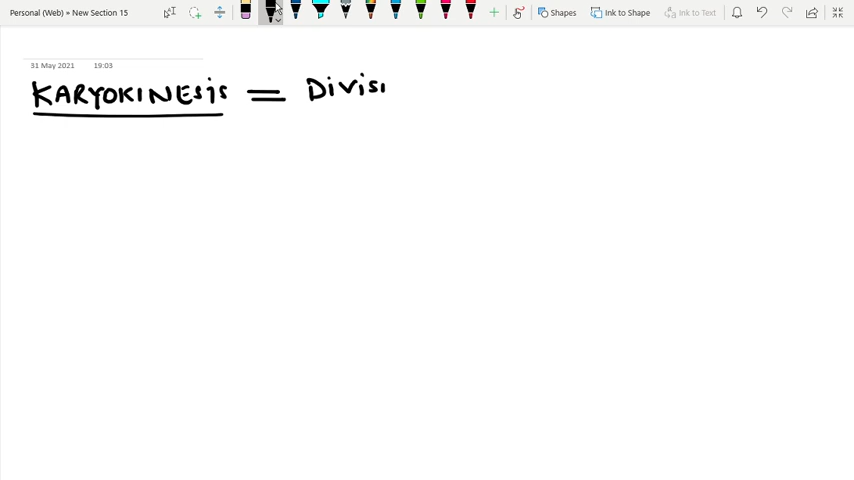 Personal (Web) » New Section 15
Shapes
Ink to Shape
Ink to Text
31 May 2021 19:03
KARYOKINESis = Divisi